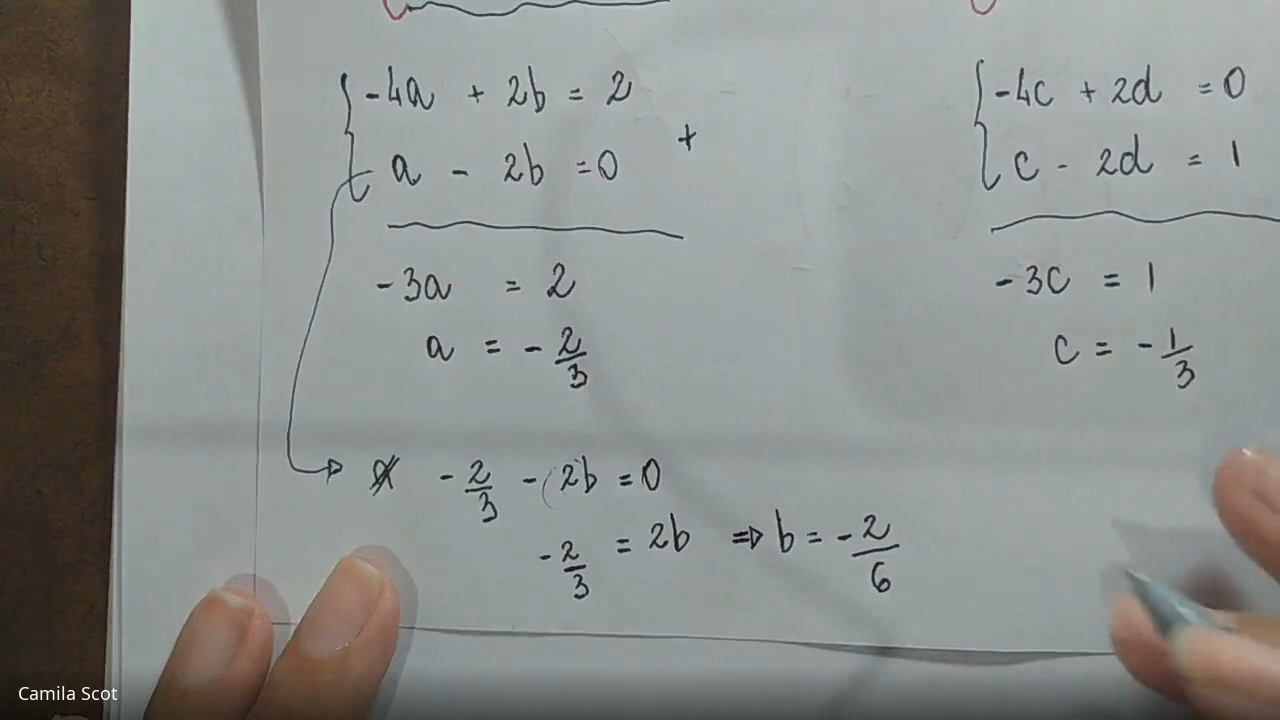 -4a + 2b = 2
a - 2b = 0 +
-3a = 2
a = -2/3
-2/3 - 2b = 0
-2/3 = 2b ⇒ b = -2/6
-4c + 2d = 0
c - 2d = 1
-3c = 1
c = -1/3
Camila Scot